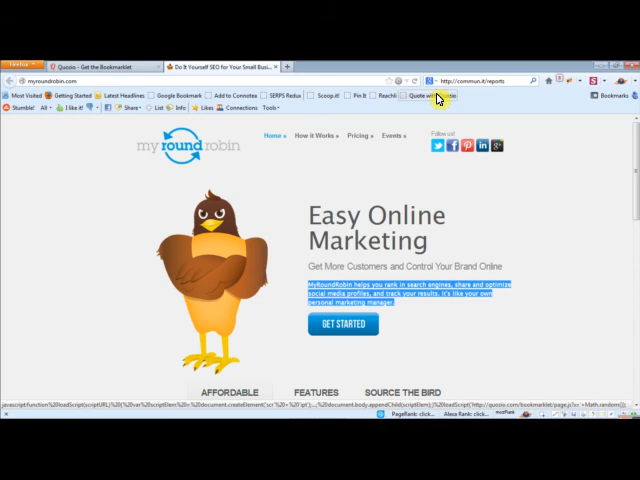 Firefox
Quozio - Get the Bookmarklet
Do It Yourself SEO for Your Small Busi...
myroundrobin.com
http://commun.it/reports
Most Visited Getting Started Latest Headlines Google Bookmark Add to Connotea SERPS Redux Scoop.it! Pin It Reachli Quote with Quozio Bookmarks
Stumble! All I like it! Share List Info Likes Connections Tools
my round robin
Home » How it Works » Pricing » Events »
Follow us!
Easy Online
Marketing
Get More Customers and Control Your Brand Online
MyRoundRobin helps you rank in search engines, share and optimize
social media profiles, and track your results. It's like your own
personal marketing manager.
GET STARTED
AFFORDABLE FEATURES SOURCE THE BIRD
PageRank: click... Alexa Rank: click... mozRank